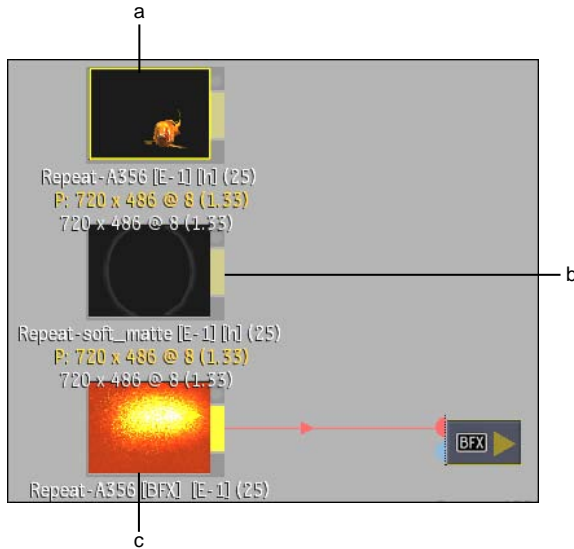 a
Repeat-A356 [E-1] [h] (25)
P: 720 x 486 @ 8 (1.33)
720 x 486 @ 8 (1.33)
b
Repeat-soft_matte [E-1] [h] (25)
P: 720 x 486 @ 8 (1.33)
720 x 486 @ 8 (1.33)
BFX
Repeat-A356 [BFX] [E-1] (25)
c